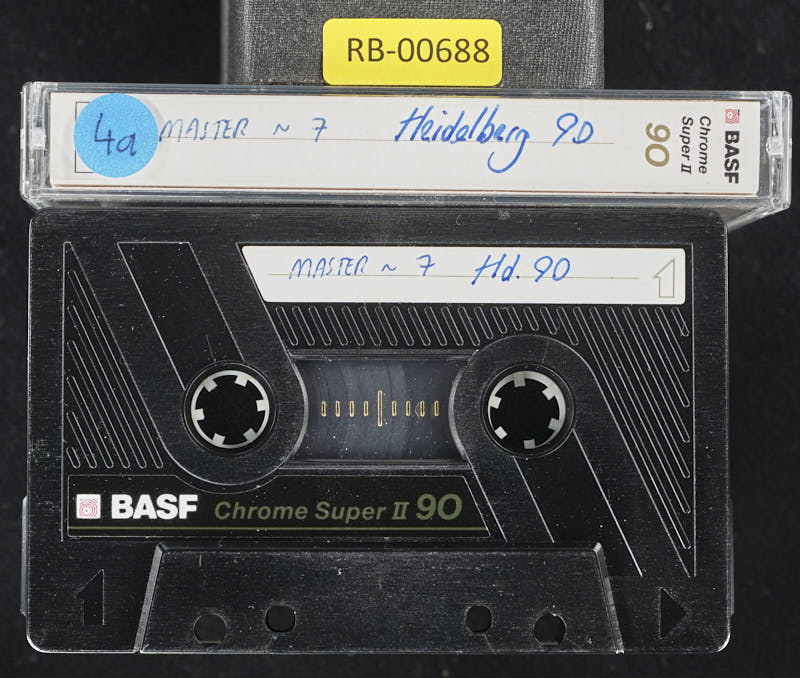 RB-00688
4a
MASTER ~ 7 Heidelberg 90
BASF
Chrome
Super II
90
MASTER ~ 7 Hd. 90
1
BASF Chrome Super II 90
1